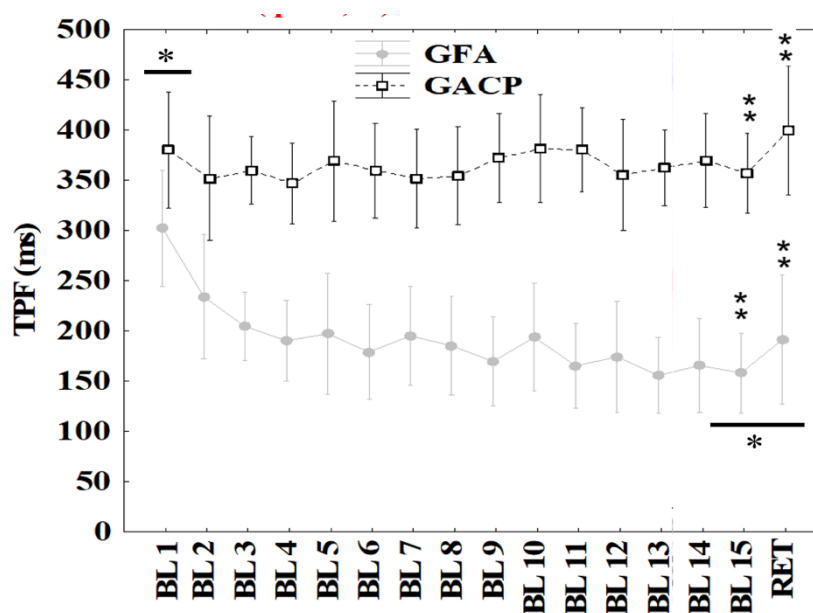 500
450
400
350
300
250
200
150
100
50
0
TPF (ms)
GFA
GACP
*
**
**
**
**
*
BL 1
BL 2
BL 3
BL 4
BL 5
BL 6
BL 7
BL 8
BL 9
BL 10
BL 11
BL 12
BL 13
BL 14
BL 15
RET